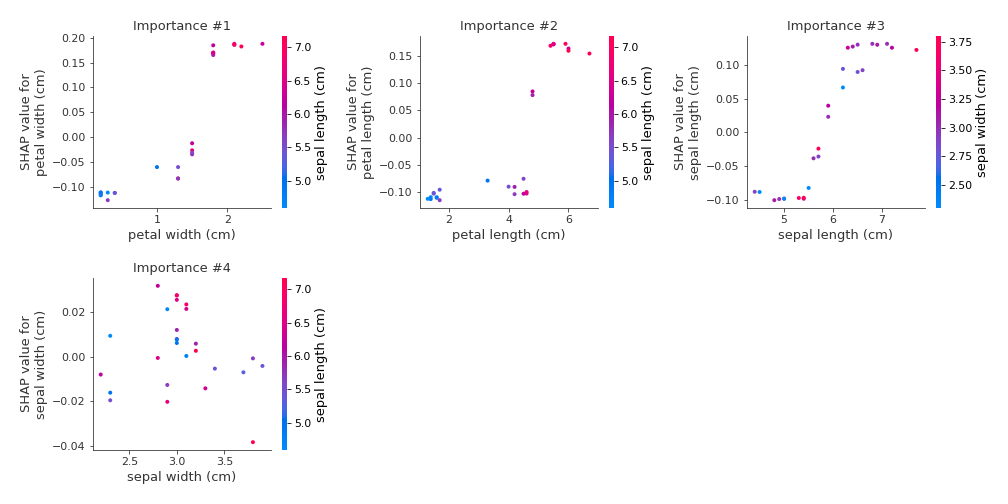 Importance #1
0.20
0.15
0.10
0.05
0.00
−0.05
−0.10
SHAP value for
petal width (cm)
1
2
petal width (cm)
7.0
6.5
6.0
5.5
5.0
sepal length (cm)
Importance #2
0.15
0.10
0.05
0.00
−0.05
−0.10
SHAP value for
petal length (cm)
2
4
6
petal length (cm)
7.0
6.5
6.0
5.5
5.0
sepal length (cm)
Importance #3
0.10
0.05
0.00
−0.05
−0.10
SHAP value for
sepal length (cm)
5
6
7
sepal length (cm)
3.75
3.50
3.25
3.00
2.75
2.50
sepal width (cm)
Importance #4
0.02
0.00
−0.02
−0.04
SHAP value for
sepal width (cm)
2.5
3.0
3.5
sepal width (cm)
7.0
6.5
6.0
5.5
5.0
sepal length (cm)